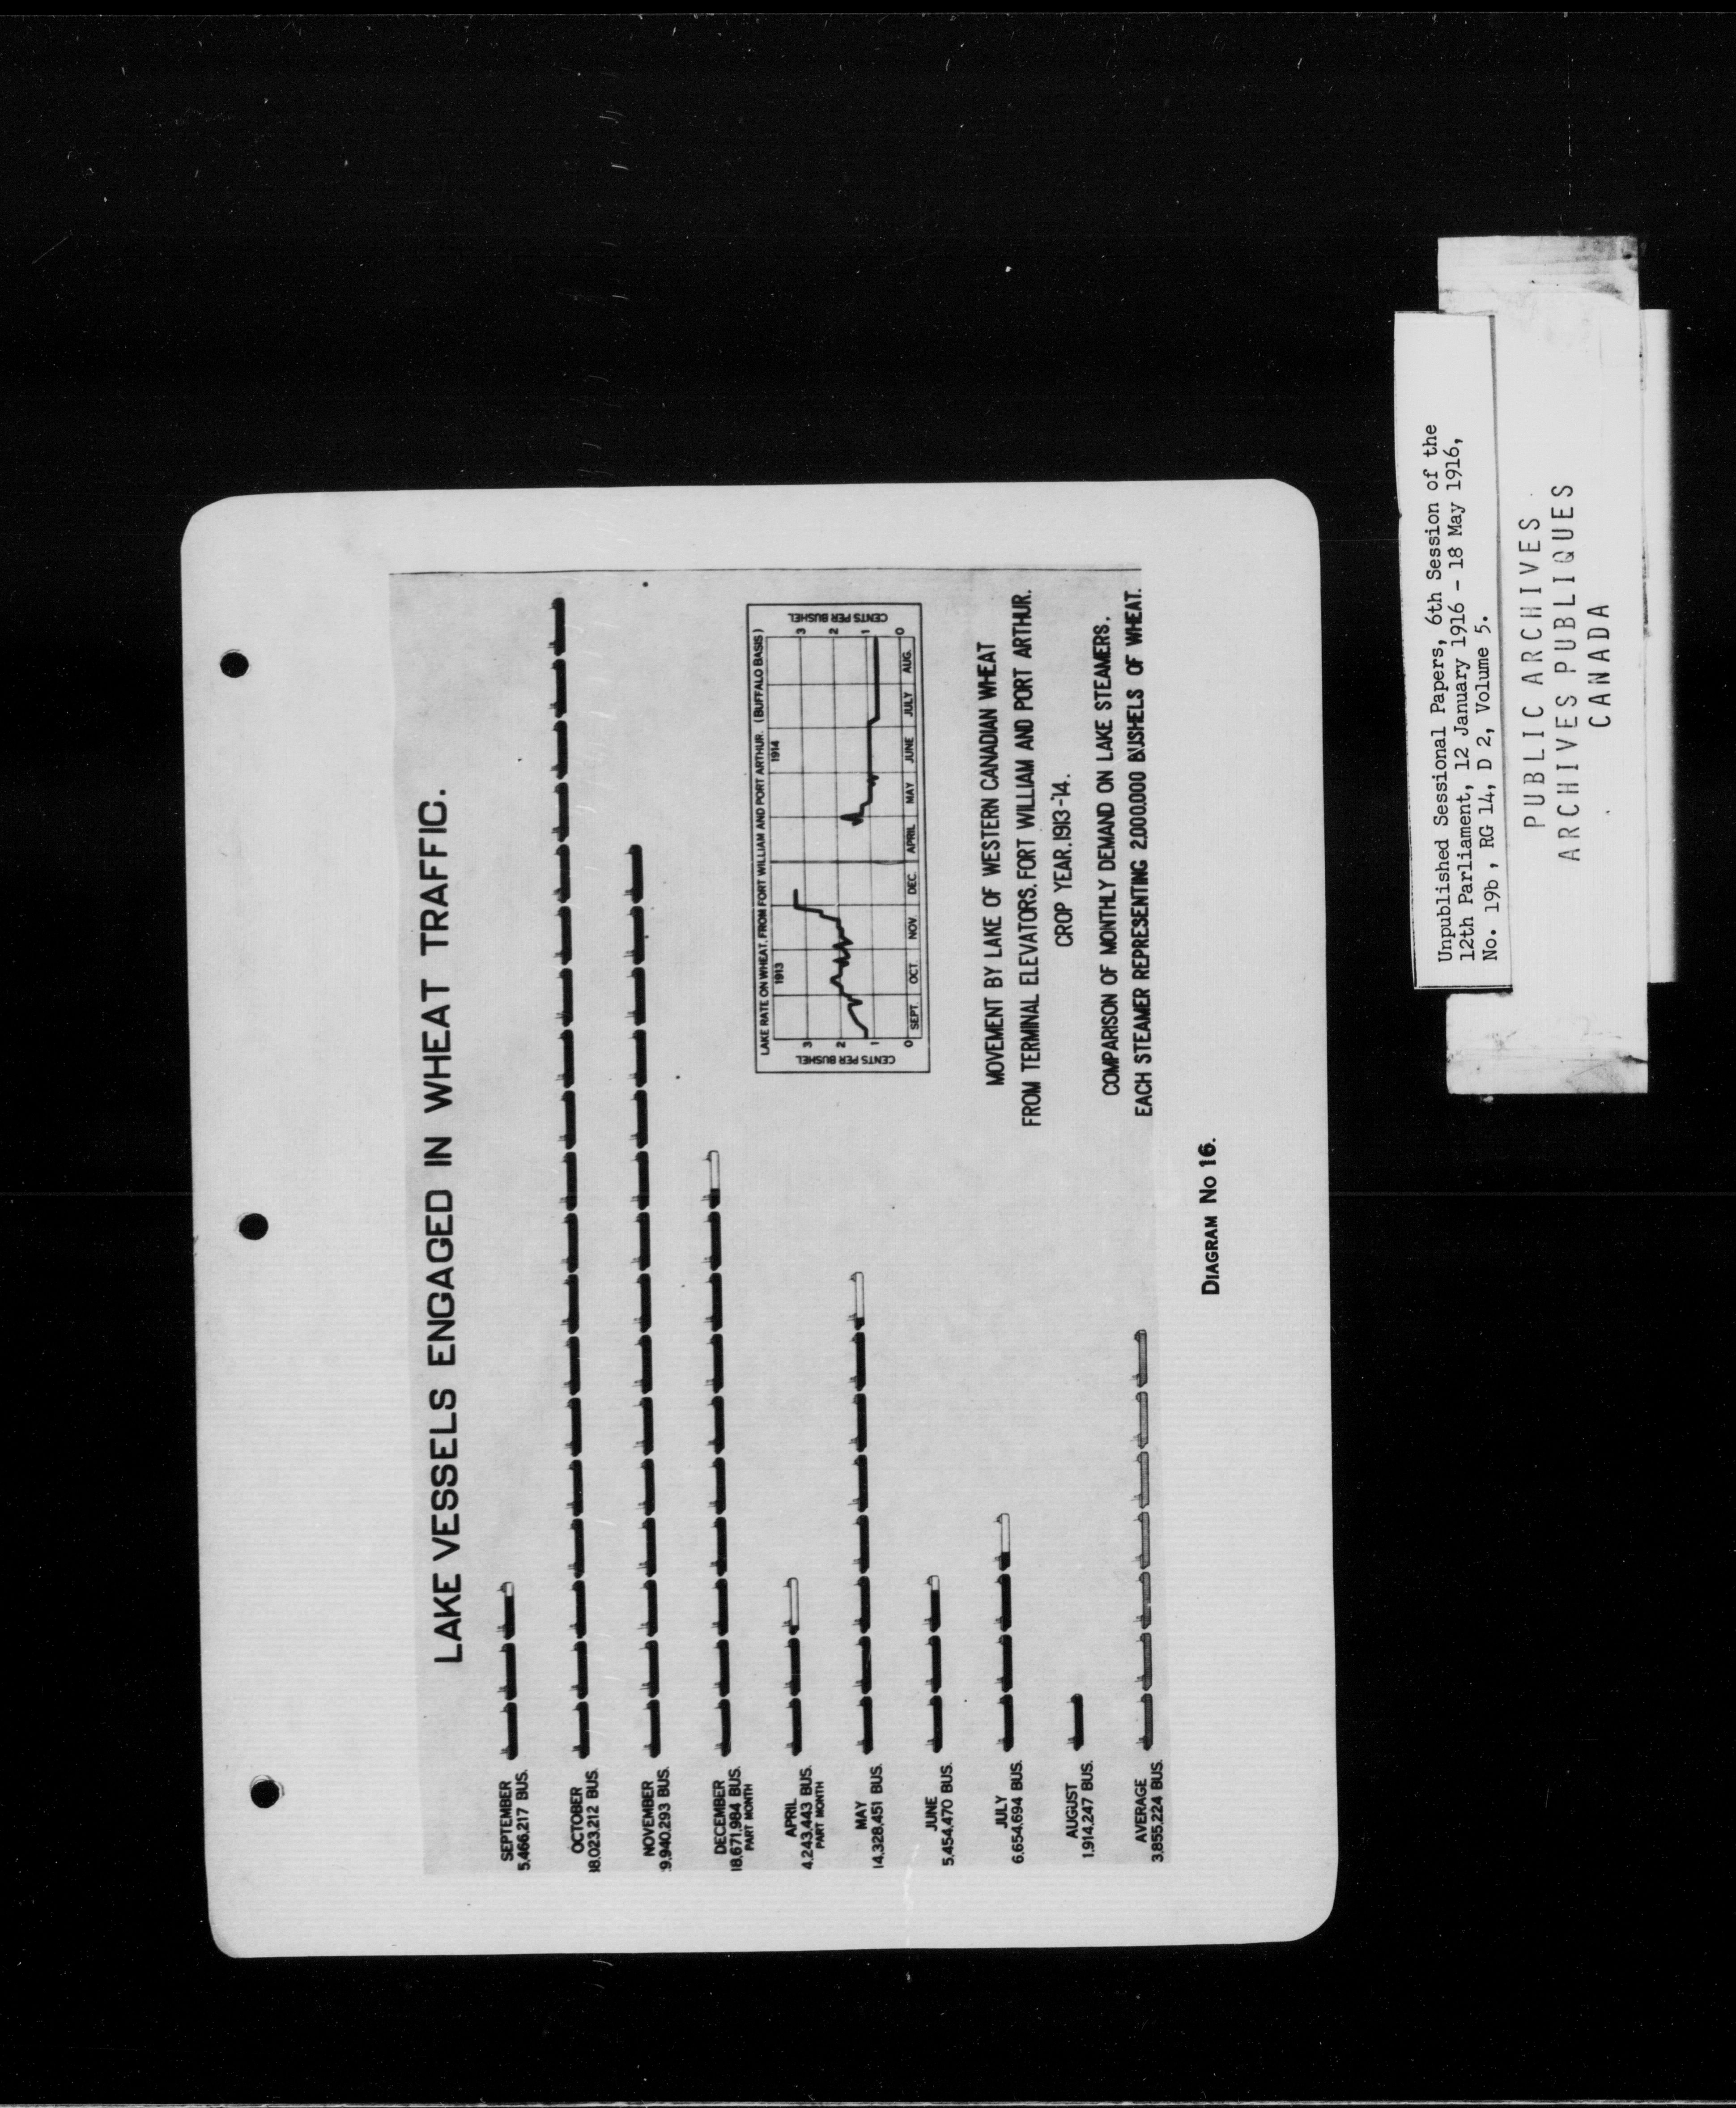 LAKE VESSELS ENGAGED IN WHEAT TRAFFIC.
SEPTEMBER
5,466,217 BUS.
OCTOBER
38,023,212 BUS.
NOVEMBER
9,940,293 BUS.
DECEMBER
18,671,984 BUS.
PART MONTH
APRIL
4,243,443 BUS.
PART MONTH
MAY
14,328,451 BUS.
JUNE
5,454,470 BUS.
JULY
6,654,694 BUS.
AUGUST
1,914,247 BUS.
AVERAGE
3,855,224 BUS.
LAKE RATE ON WHEAT, FROM FORT WILLIAM AND PORT ARTHUR. (BUFFALO BASIS)
1913 1914
CENTS PER BUSHEL
3
2
1
0
SEPT. OCT. NOV. DEC. APRIL MAY JUNE JULY AUG.
3
2
1
0
CENTS PER BUSHEL
MOVEMENT BY LAKE OF WESTERN CANADIAN WHEAT
FROM TERMINAL ELEVATORS, FORT WILLIAM AND PORT ARTHUR.
CROP YEAR, 1913-14.
COMPARISON OF MONTHLY DEMAND ON LAKE STEAMERS.
EACH STEAMER REPRESENTING 2,000,000 BUSHELS OF WHEAT.
DIAGRAM No 16.
Unpublished Sessional Papers, 6th Session of the
12th Parliament, 12 January 1916 - 18 May 1916,
No. 19b, RG 14, D 2, Volume 5.
PUBLIC ARCHIVES
ARCHIVES PUBLIQUES
CANADA